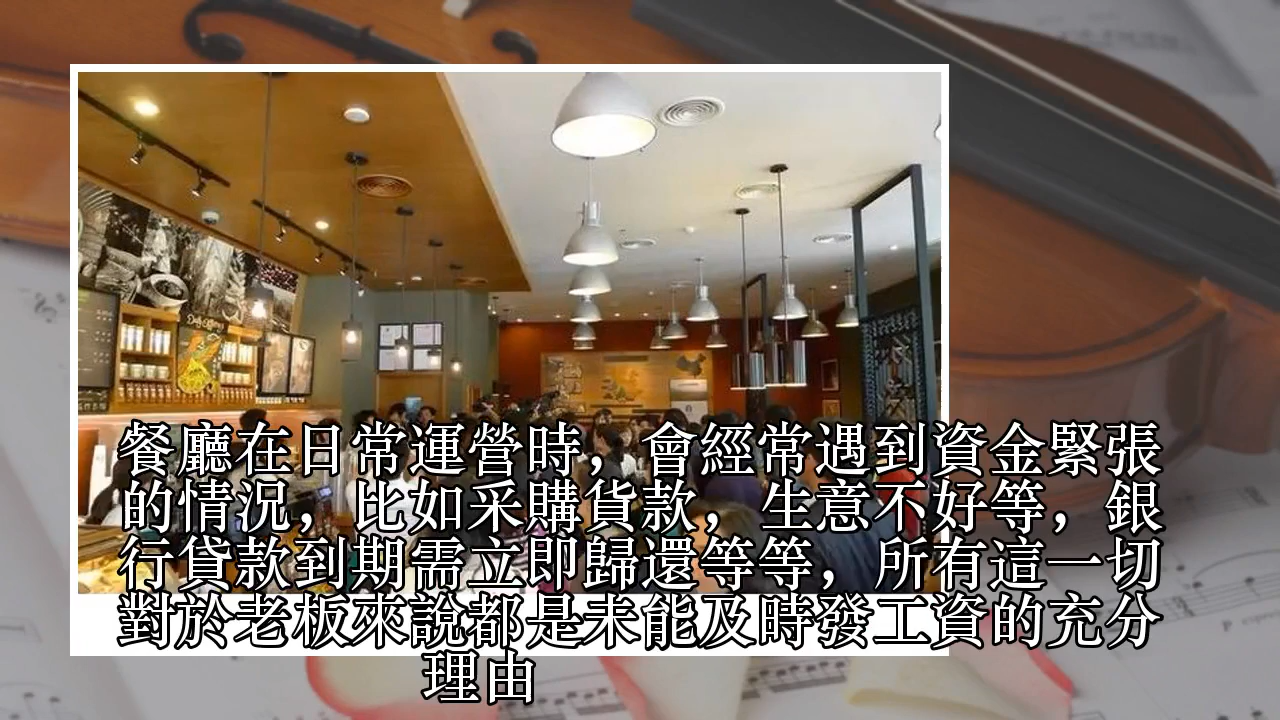 餐廳在日常運營時，會經常遇到資金緊張
的情況，比如采購貨款，生意不好等，銀
行貸款到期需立即歸還等等，所有這一切
對於老板來說都是未能及時發工資的充分
理由